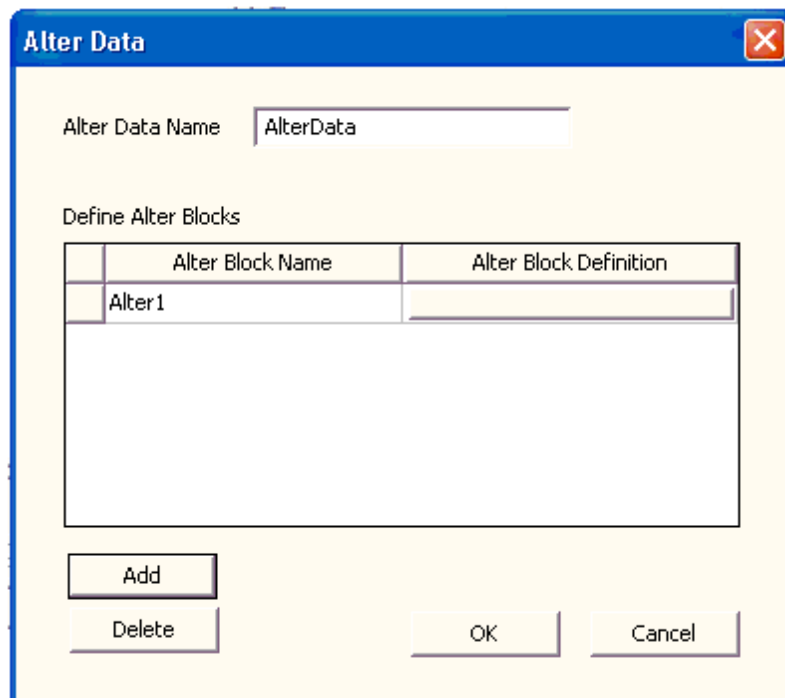 Alter Data
Alter Data Name AlterData
Define Alter Blocks
Alter Block Name Alter Block Definition
Alter1
Add
Delete OK Cancel